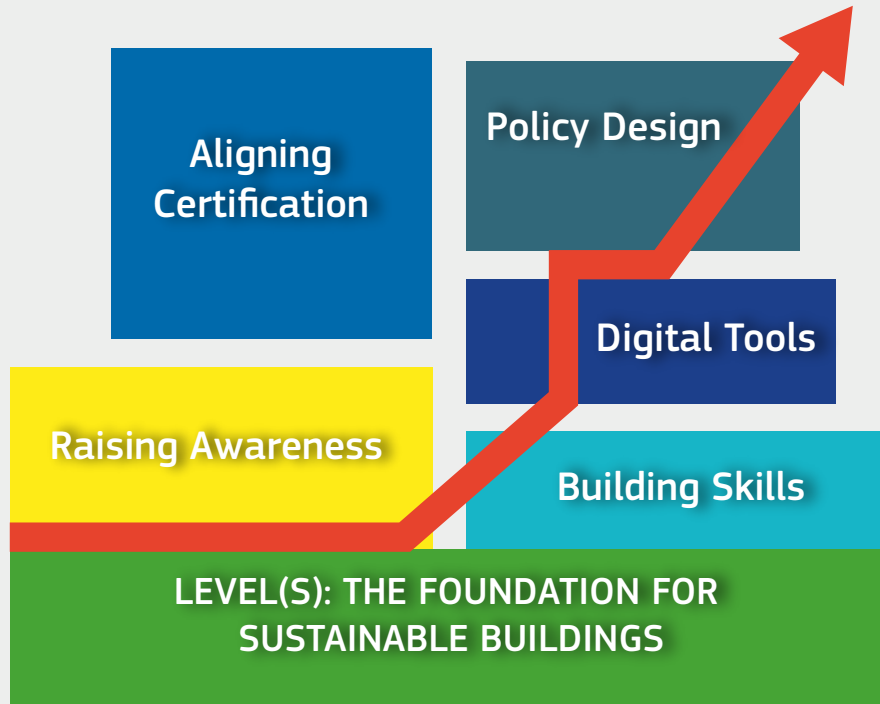 Aligning
Certification
Policy Design
Digital Tools
Raising Awareness
Building Skills
LEVEL(S): THE FOUNDATION FOR
SUSTAINABLE BUILDINGS